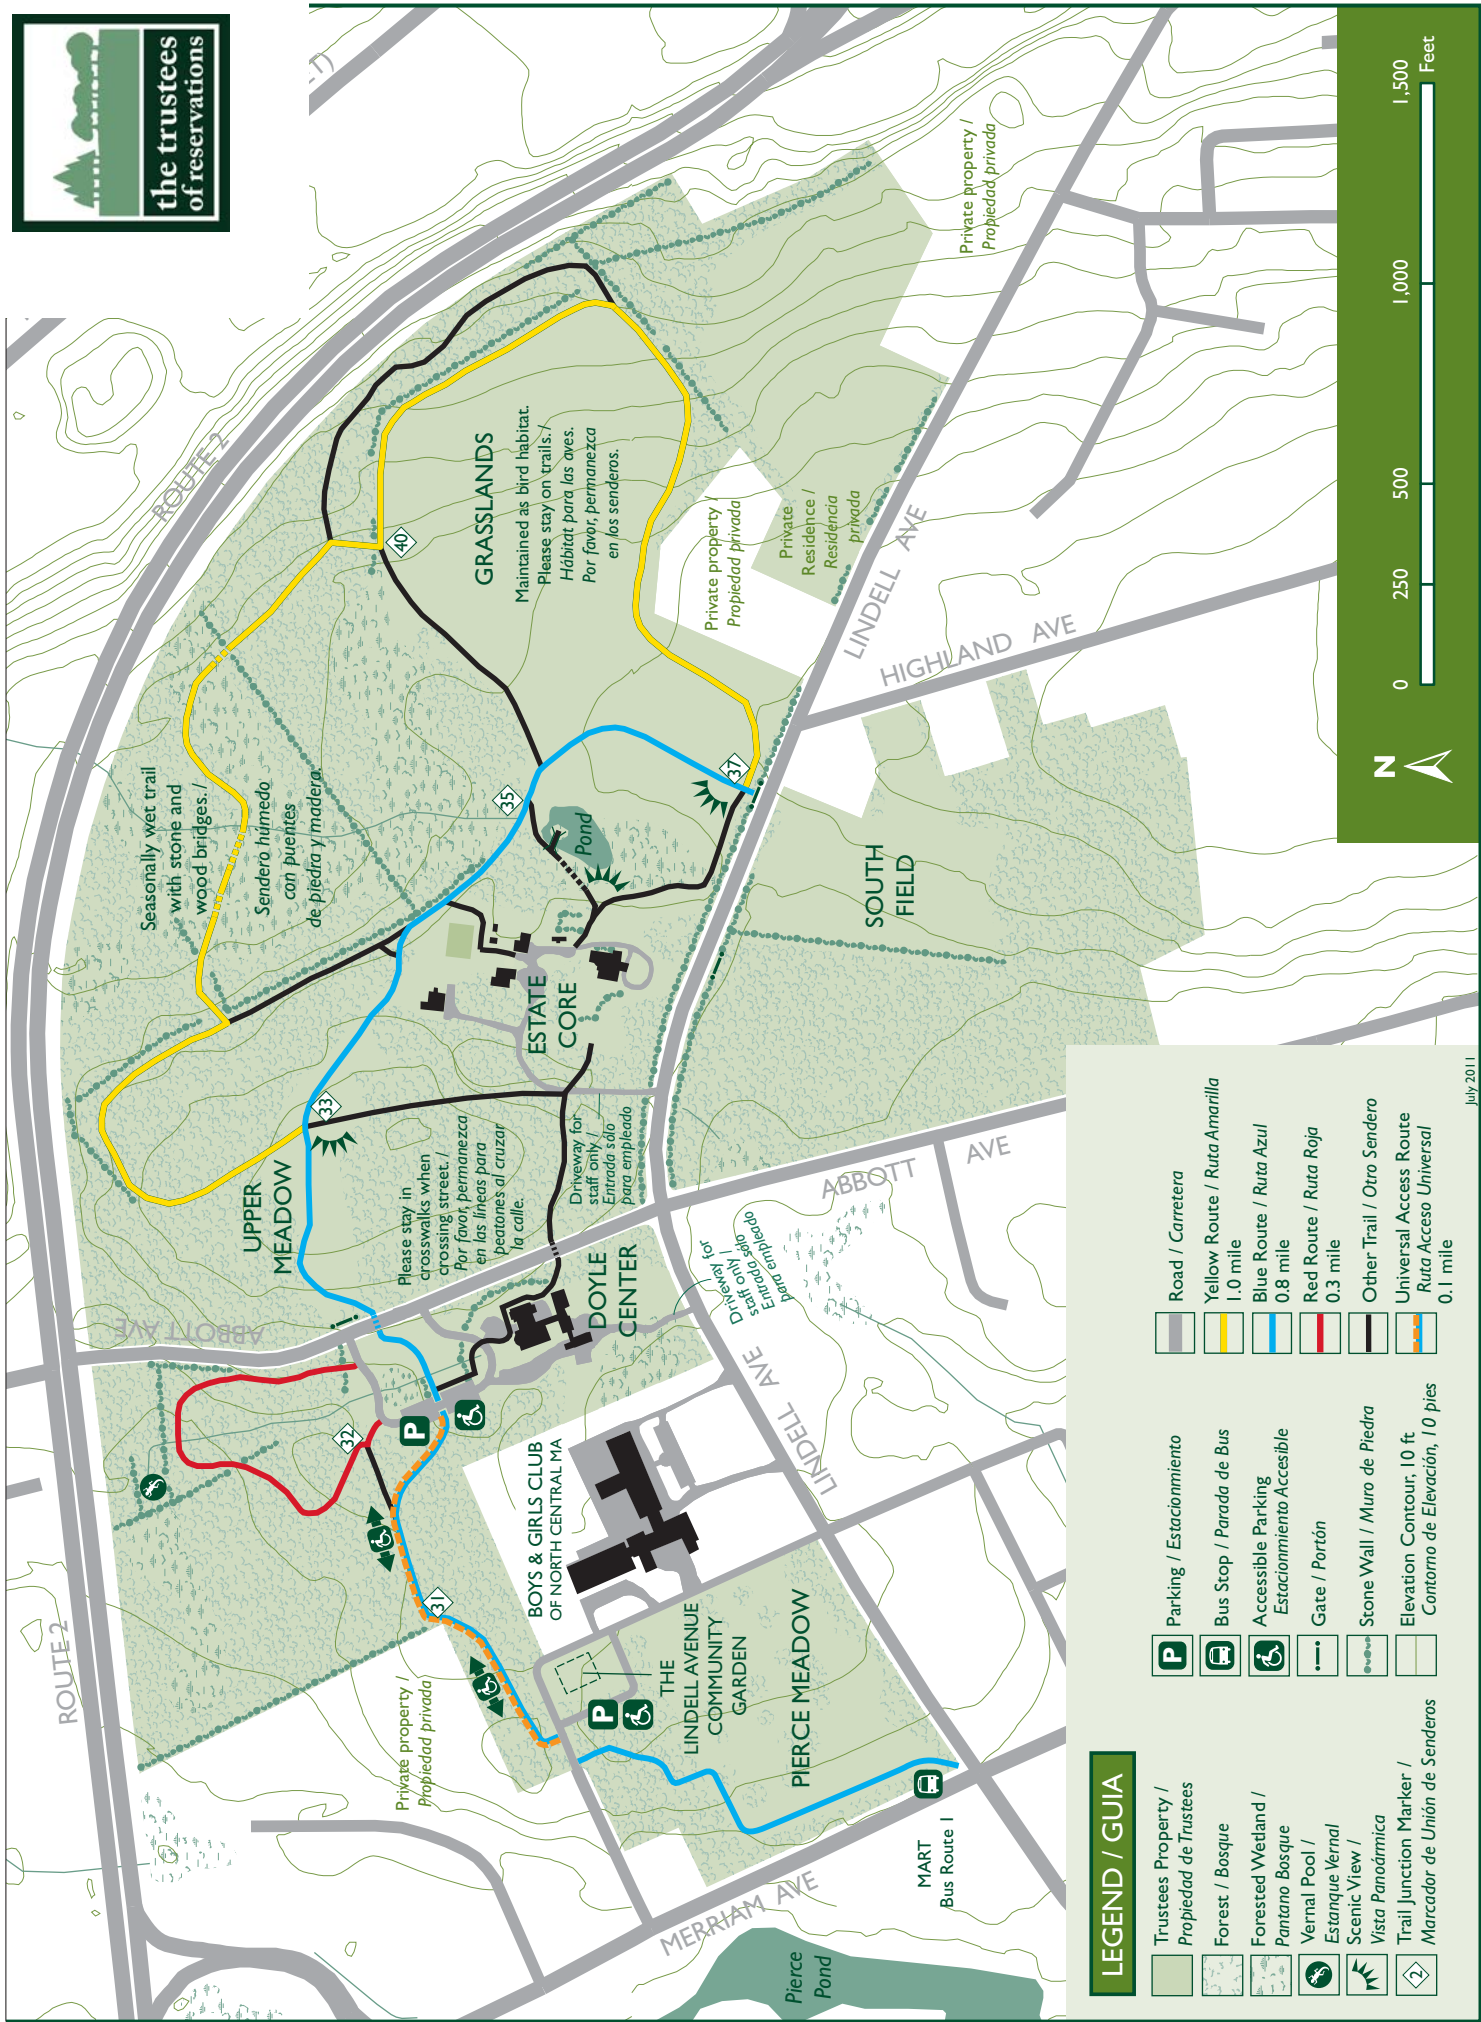 the trustees
of reservations
ROUTE 2
ROUTE 2
ABBOTT AVE
Seasonally wet trail
with stone and
wood bridges. /
Sendero húmedo
con puentes
de piedra y madera.
GRASSLANDS
Maintained as bird habitat.
Please stay on trails. /
Hábitat para las aves.
Por favor, permanezca
en los senderos.
40
35
37
33
32
31
Pond
UPPER
MEADOW
ESTATE
CORE
Please stay in
crosswalks when
crossing street. /
Por favor, permanezca
en las líneas para
peatones al cruzar
la calle.
Driveway for
staff only /
Entrada sólo
para empleado
DOYLE
CENTER
Driveway for
staff only /
Entrada sólo
para empleado
SOUTH
FIELD
Private property /
Propiedad privada
Private
Residence /
Residencia
privada
Private property /
Propiedad privada
Private property /
Propiedad privada
LINDELL AVE
HIGHLAND AVE
ABBOTT AVE
LINDELL AVE
MERRIAM AVE
P
BOYS & GIRLS CLUB
OF NORTH CENTRAL MA
P
THE
LINDELL AVENUE
COMMUNITY
GARDEN
PIERCE MEADOW
MART
Bus Route 1
Pierce
Pond
N
0
250
500
1,000
1,500
Feet
LEGEND / GUIA
Trustees Property /
Propiedad de Trustees
Forest / Bosque
Forested Wetland /
Pantano Bosque
Vernal Pool /
Estanque Vernal
Scenic View /
Vista Panoármica
2
Trail Junction Marker /
Marcador de Unión de Senderos
P
Parking / Estacionmiento
Bus Stop / Parada de Bus
Accessible Parking
Estacionmiento Accesible
Gate / Portón
Stone Wall / Muro de Piedra
Elevation Contour, 10 ft
Contorno de Elevación, 10 pies
Road / Carretera
Yellow Route / Ruta Amarilla
1.0 mile
Blue Route / Ruta Azul
0.8 mile
Red Route / Ruta Roja
0.3 mile
Other Trail / Otro Sendero
Universal Access Route
Ruta Acceso Universal
0.1 mile
July 2011